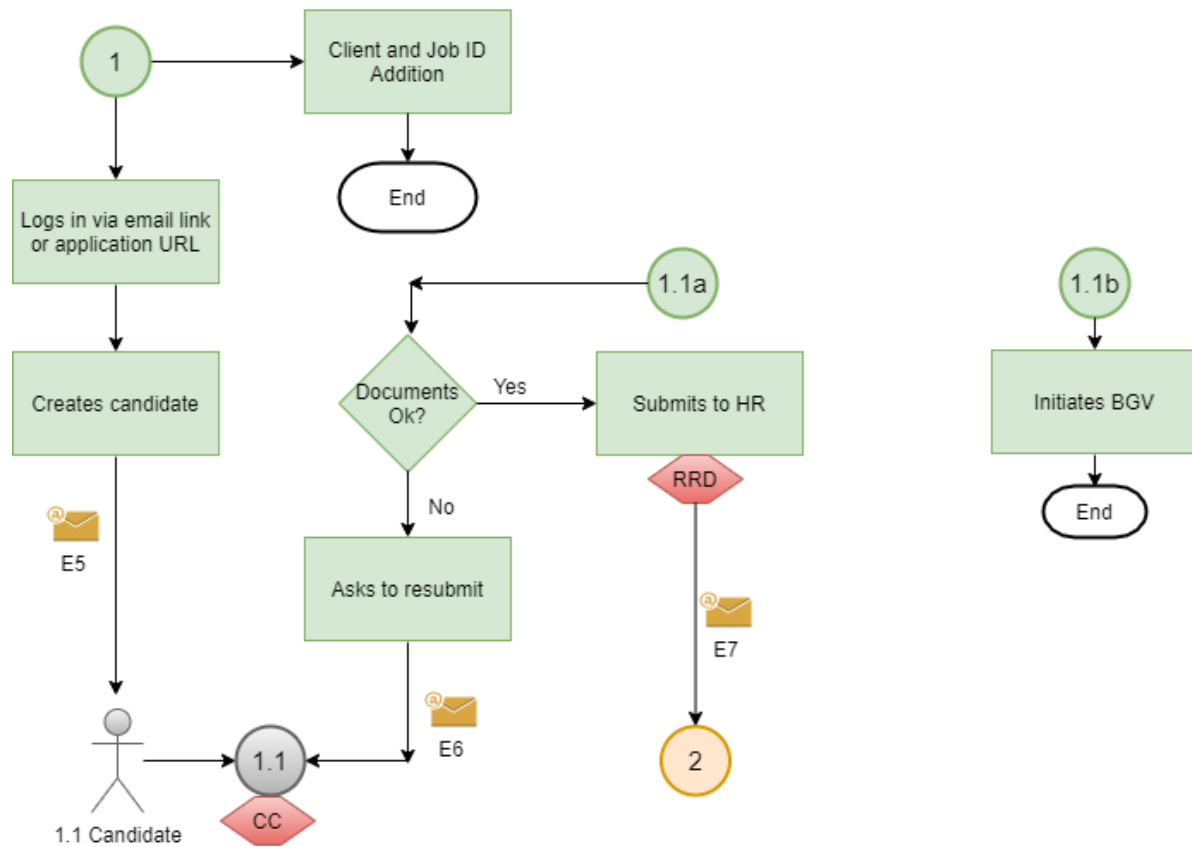 1
Client and Job ID
Addition
End
Logs in via email link
or application URL
1.1a
1.1b
Creates candidate
Documents
Ok?
Yes
Submits to HR
Initiates BGV
RRD
No
End
@
E5
Asks to resubmit
@
E7
@
E6
1.1
2
CC
1.1 Candidate